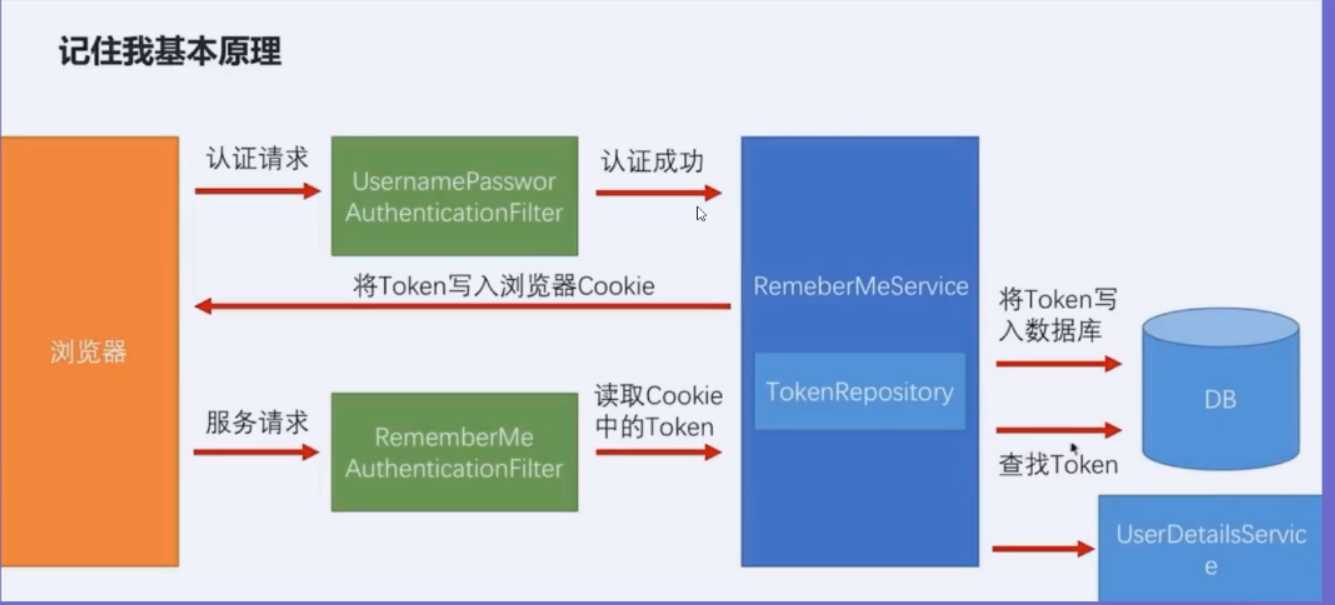 记住我基本原理
认证请求
UsernamePasswor
AuthenticationFilter
认证成功
将Token写入浏览器Cookie
RemeberMeService
将Token写
入数据库
浏览器
TokenRepository
DB
服务请求
RememberMe
AuthenticationFilter
读取Cookie
中的Token
查找Token
UserDetailsServic
e